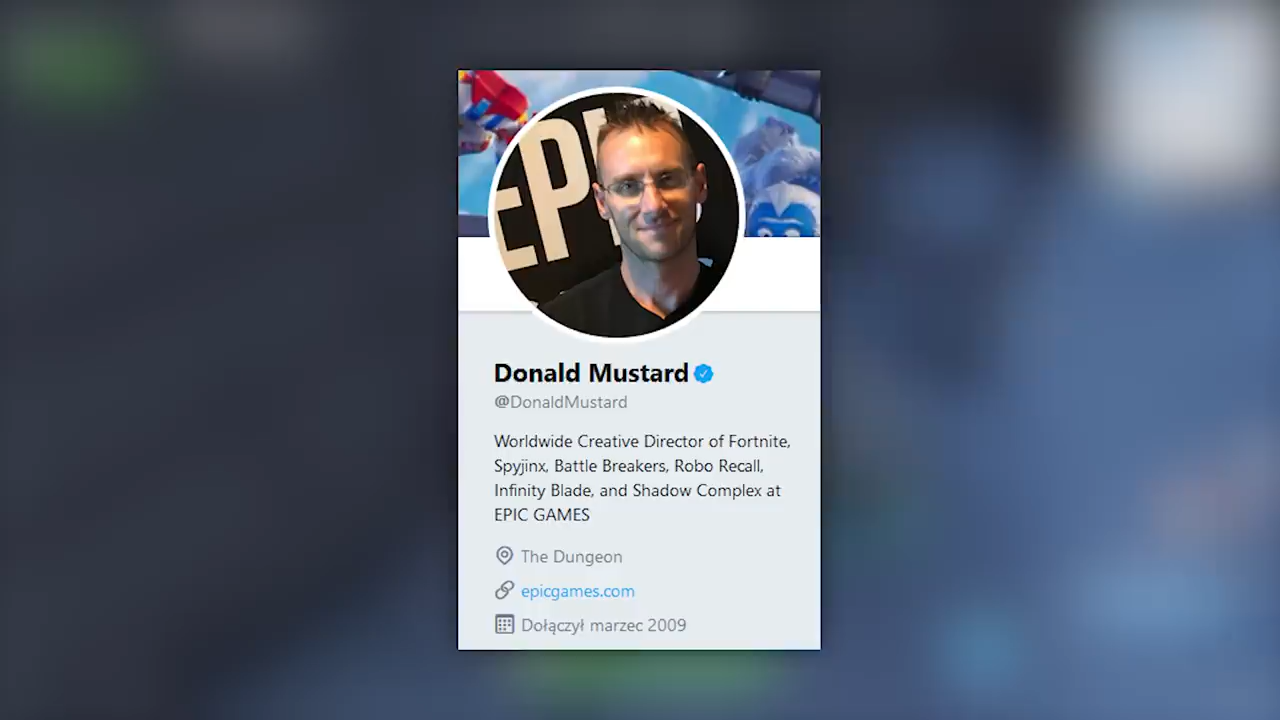 EPIC
Donald Mustard
@DonaldMustard
Worldwide Creative Director of Fortnite,
Spyjinx, Battle Breakers, Robo Recall,
Infinity Blade, and Shadow Complex at
EPIC GAMES
The Dungeon
epicgames.com
Dołączył marzec 2009